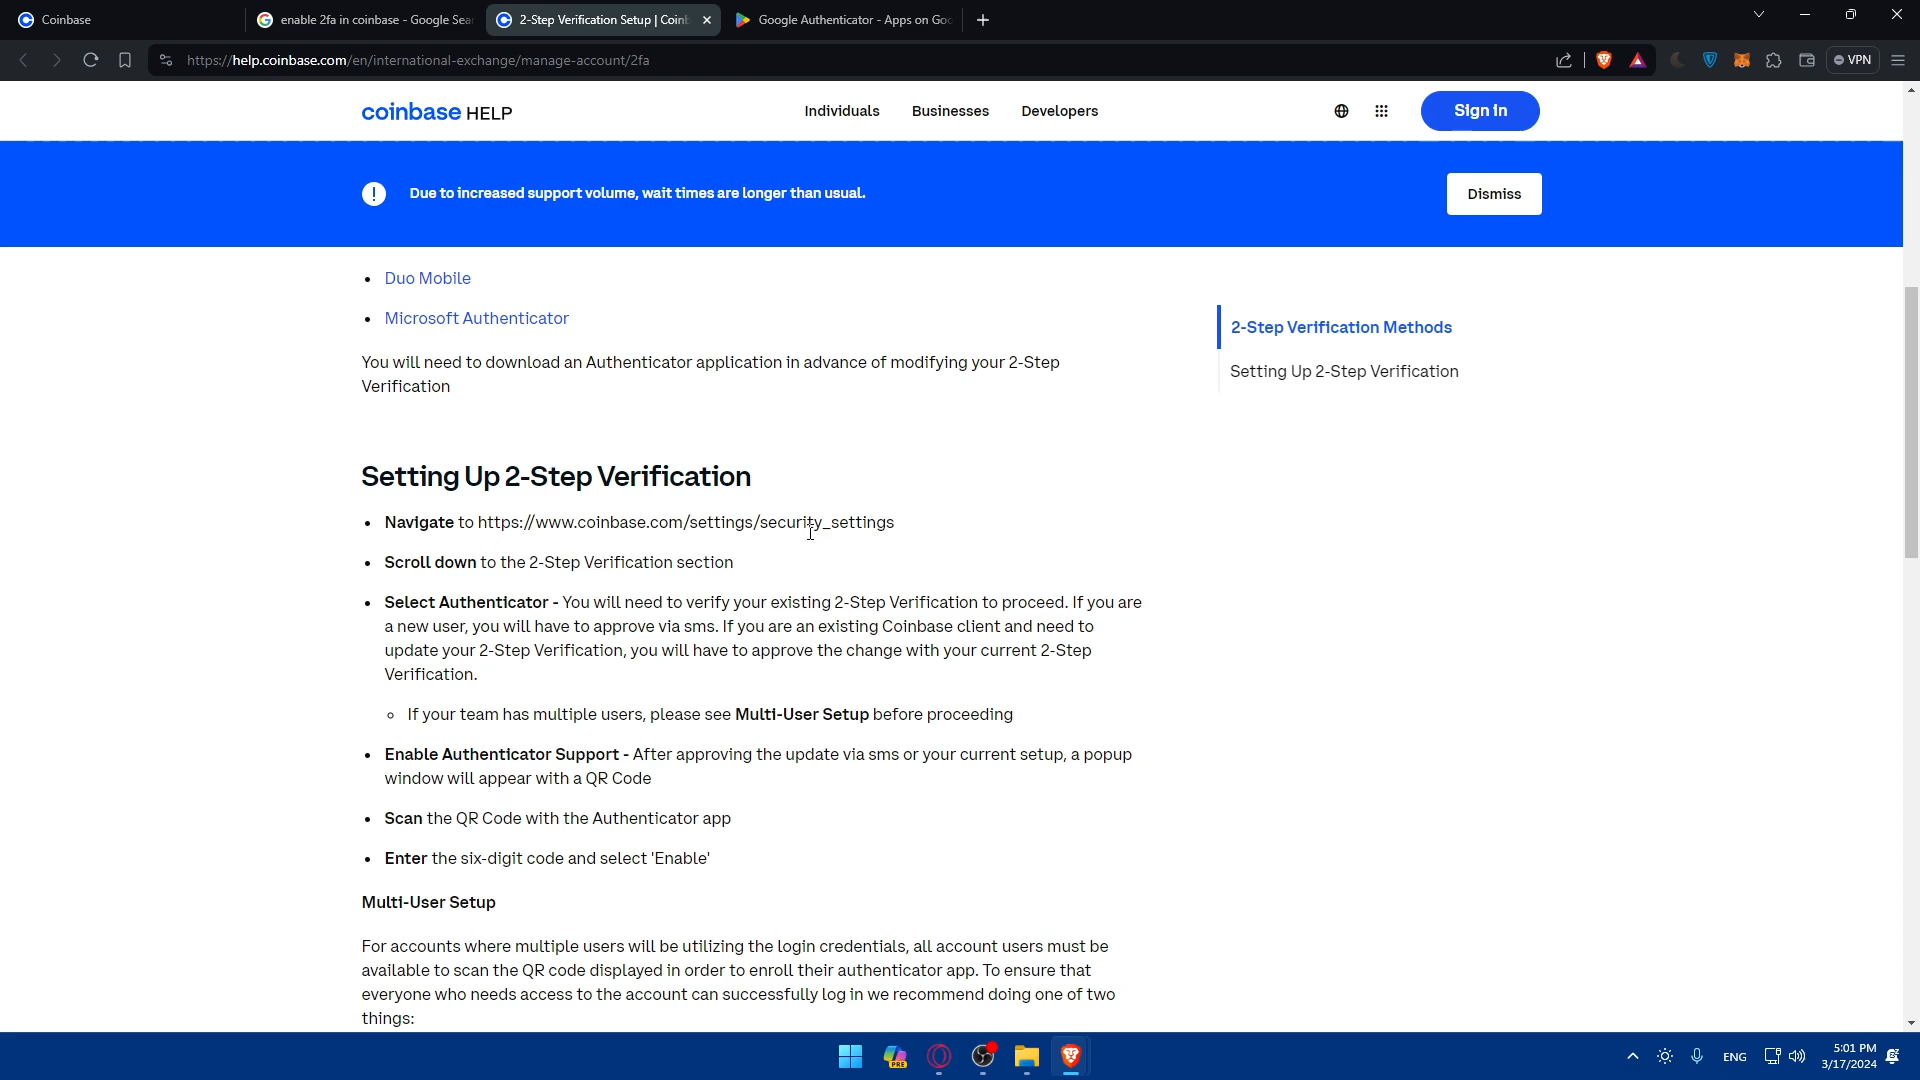 Coinbase
enable 2fa in coinbase - Google Sea
2-Step Verification Setup | Coinb
Google Authenticator - Apps on Goo
https://help.coinbase.com/en/international-exchange/manage-account/2fa
VPN
coinbase HELP
Individuals
Businesses
Developers
Sign in
Due to increased support volume, wait times are longer than usual.
Dismiss
Duo Mobile
Microsoft Authenticator
You will need to download an Authenticator application in advance of modifying your 2-Step
Verification
2-Step Verification Methods
Setting Up 2-Step Verification
Setting Up 2-Step Verification
Navigate to https://www.coinbase.com/settings/security_settings
Scroll down to the 2-Step Verification section
Select Authenticator - You will need to verify your existing 2-Step Verification to proceed. If you are
a new user, you will have to approve via sms. If you are an existing Coinbase client and need to
update your 2-Step Verification, you will have to approve the change with your current 2-Step
Verification.
If your team has multiple users, please see Multi-User Setup before proceeding
Enable Authenticator Support - After approving the update via sms or your current setup, a popup
window will appear with a QR Code
Scan the QR Code with the Authenticator app
Enter the six-digit code and select 'Enable'
Multi-User Setup
For accounts where multiple users will be utilizing the login credentials, all account users must be
available to scan the QR code displayed in order to enroll their authenticator app. To ensure that
everyone who needs access to the account can successfully log in we recommend doing one of two
things:
PRE
ENG
5:01 PM
3/17/2024